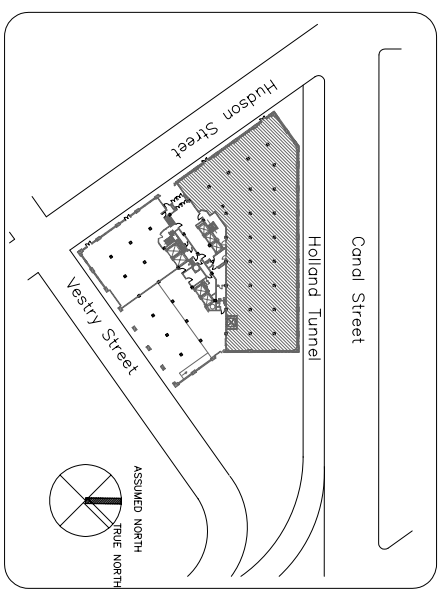 Hudson Street
Canal Street
Holland Tunnel
Vestry Street
ASSUMED NORTH
TRUE NORTH